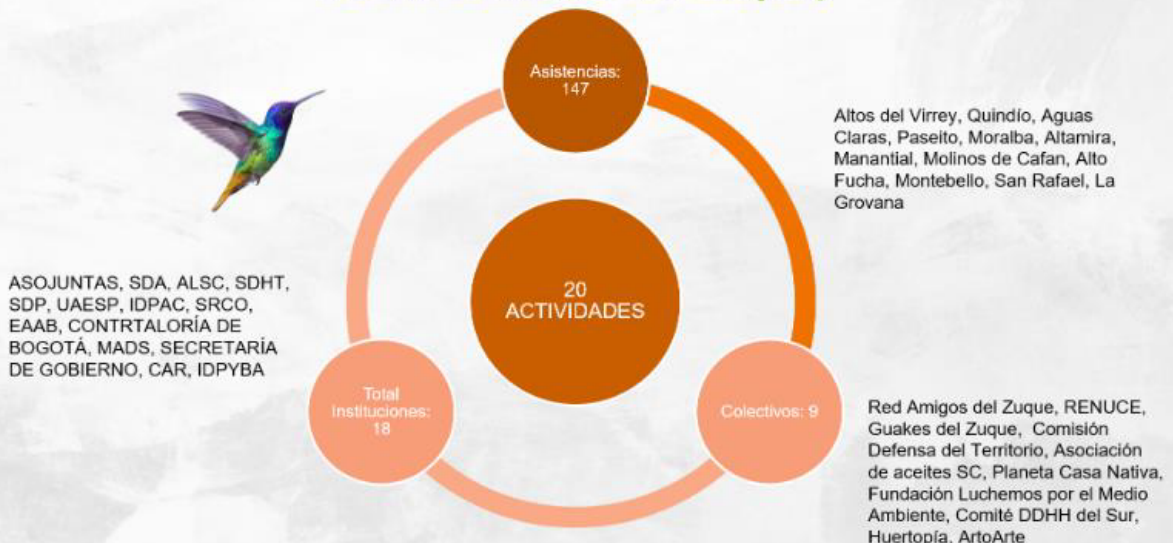 Asistencias:
147
Altos del Virrey, Quindío, Aguas
Claras, Paseito, Moralba, Altamira,
Manantial, Molinos de Cafan, Alto
Fucha, Montebello, San Rafael, La
Grovana
20
ACTIVIDADES
ASOJUNTAS, SDA, ALSC, SDHT,
SDP, UAESP, IDPAC, SRCO,
EAAB, CONTRTALORÍA DE
BOGOTÁ, MADS, SECRETARÍA
DE GOBIERNO, CAR, IDPYBA
Total
Instituciones:
18
Colectivos: 9
Red Amigos del Zuque, RENUCE,
Guakes del Zuque, Comisión
Defensa del Territorio, Asociación
de aceites SC, Planeta Casa Nativa,
Fundación Luchemos por el Medio
Ambiente, Comité DDHH del Sur,
Huertopía, ArtoArte